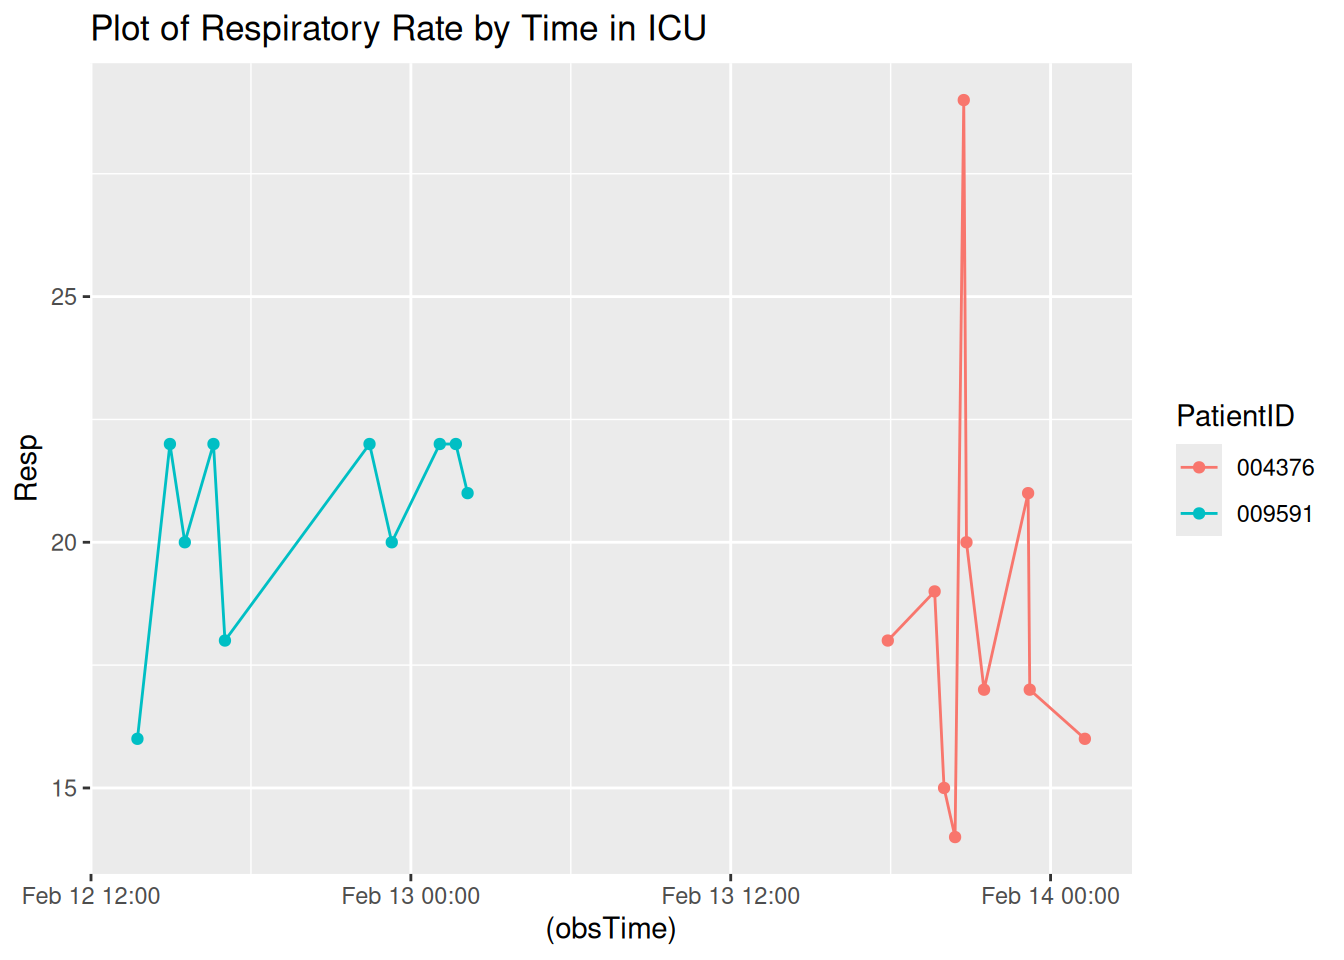 Plot of Respiratory Rate by Time in ICU
Resp
25
20
15
Feb 12 12:00
Feb 13 00:00
Feb 13 12:00
Feb 14 00:00
(obsTime)
PatientID
004376
009591